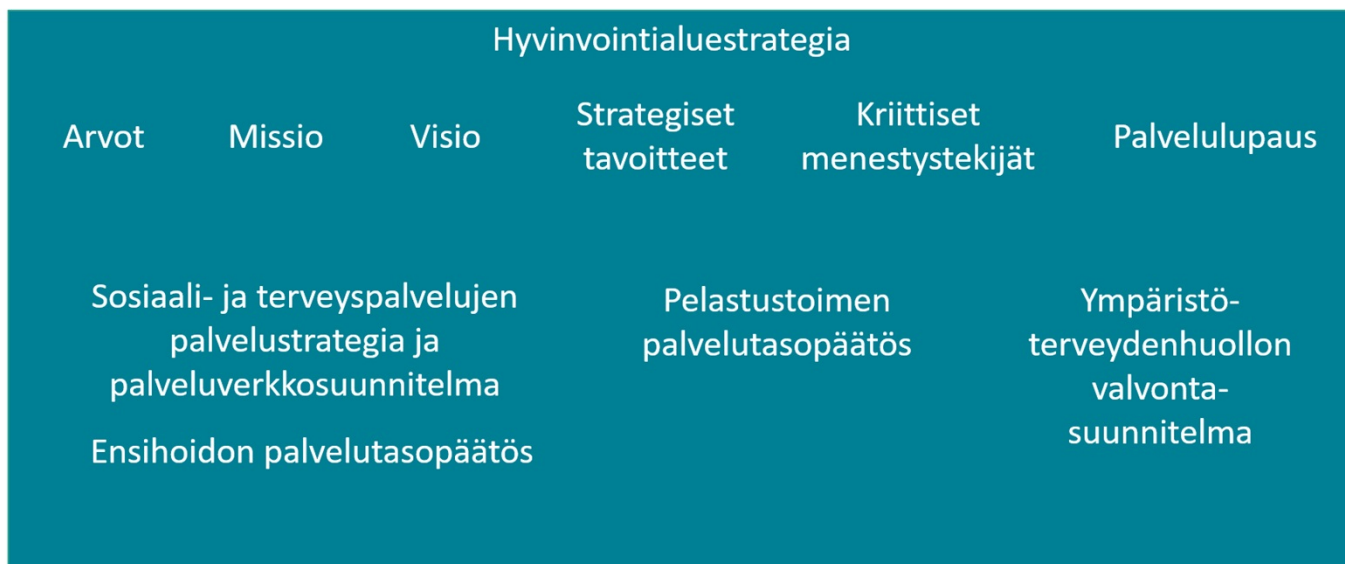 Hyvinvointialuestrategia
Arvot
Missio
Visio
Strategiset
tavoitteet
Kriittiset
menestystekijät
Palvelulupaus
Sosiaali- ja terveyspalvelujen
palvelustrategia ja
palveluverkkosuunnitelma
Ensihoidon palvelutasopäätös
Pelastustoimen
palvelutasopäätös
Ympäristö-
terveydenhuollon
valvonta-
suunnitelma